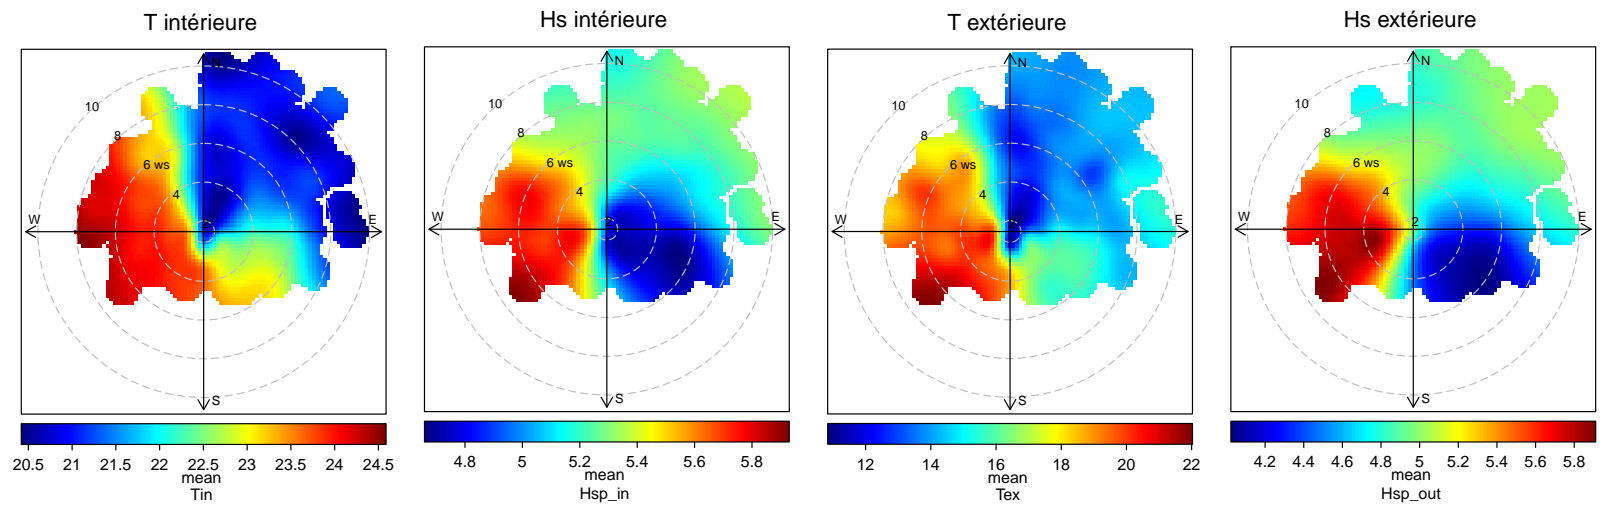 T intérieure
N
10
8
6 ws
4
W
E
S
20.5 21 21.5 22 22.5 23 23.5 24 24.5
mean
Tin
Hs intérieure
N
10
8
6 ws
4
W
E
S
4.8 5 5.2 5.4 5.6 5.8
mean
Hsp_in
T extérieure
N
10
8
6 ws
4
W
E
S
12 14 16 18 20 22
mean
Tex
Hs extérieure
N
10
8
6 ws
4
2
W
E
S
4.2 4.4 4.6 4.8 5 5.2 5.4 5.6 5.8
mean
Hsp_out